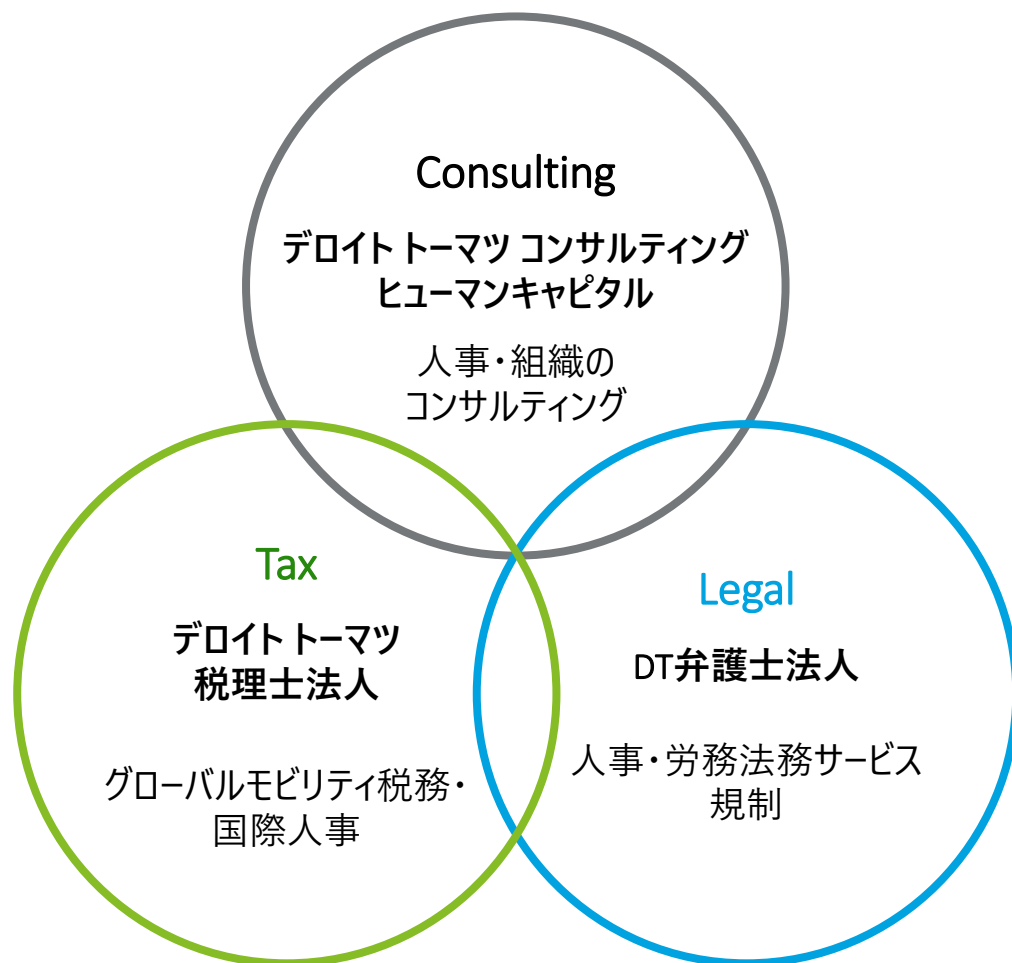 Consulting
デロイト トーマツ コンサルティング
ヒューマンキャピタル
人事・組織の
コンサルティング
Tax
デロイト トーマツ
税理士法人
グローバルモビリティ税務・
国際人事
Legal
DT弁護士法人
人事・労務法務サービス
規制